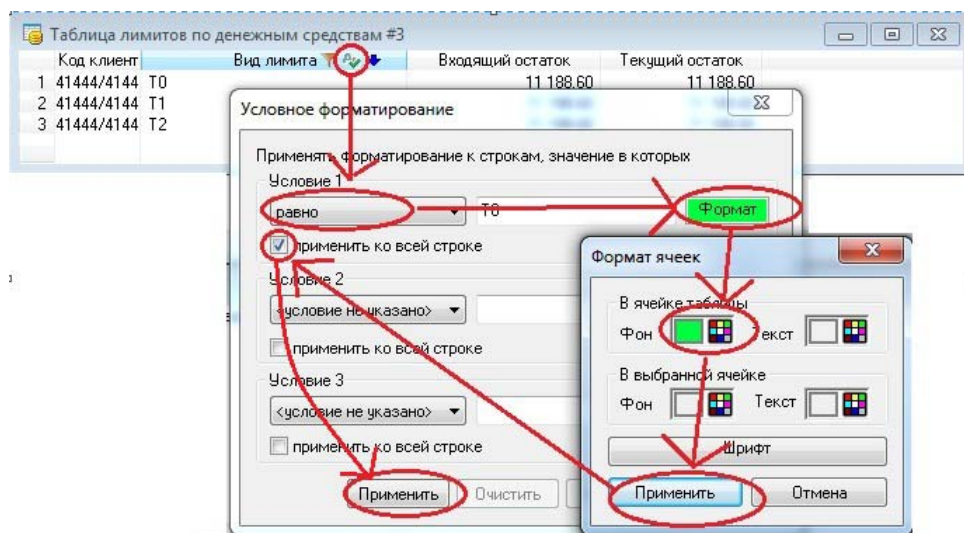 Таблица лимитов по денежным средствам #3
Код клиент Вид лимита Входящий остаток Текущий остаток
1 41444/4144 T0 11 188.60 11 188.60
2 41444/4144 T1
3 41444/4144 T2
Условное форматирование
Применять форматирование к строкам, значение в которых
Условие 1
равно T0 Формат
применить ко всей строке
Условие 2
<условие не указано>
применить ко всей строке
Условие 3
<условие не указано>
применить ко всей строке
Применить Очистить
Формат ячеек
В ячейке таблицы
Фон Текст
В выбранной ячейке
Фон Текст
Шрифт
Применить Отмена